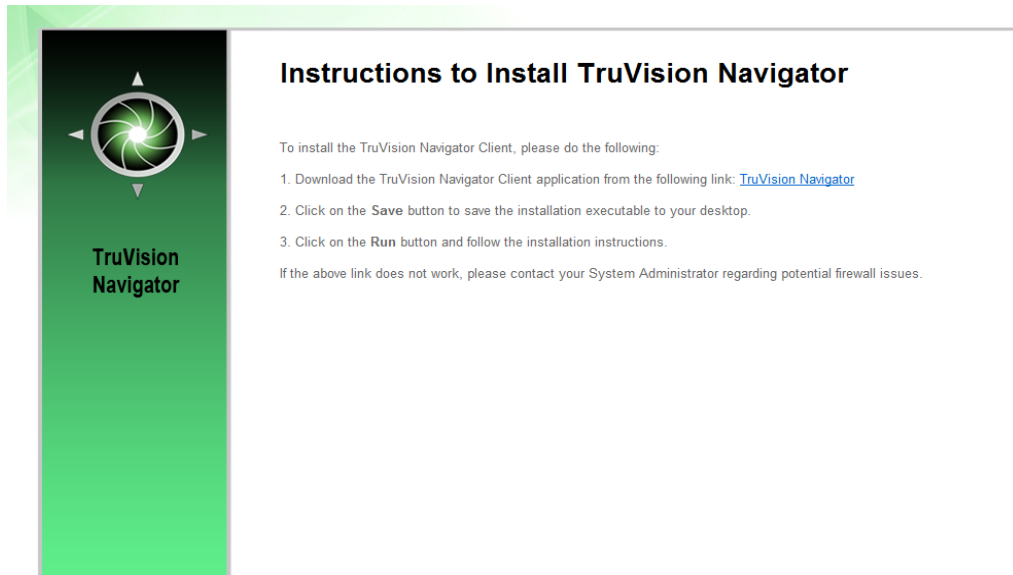 Instructions to Install TruVision Navigator
To install the TruVision Navigator Client, please do the following:
1. Download the TruVision Navigator Client application from the following link: TruVision Navigator
2. Click on the Save button to save the installation executable to your desktop.
3. Click on the Run button and follow the installation instructions.
If the above link does not work, please contact your System Administrator regarding potential firewall issues.
TruVision
Navigator